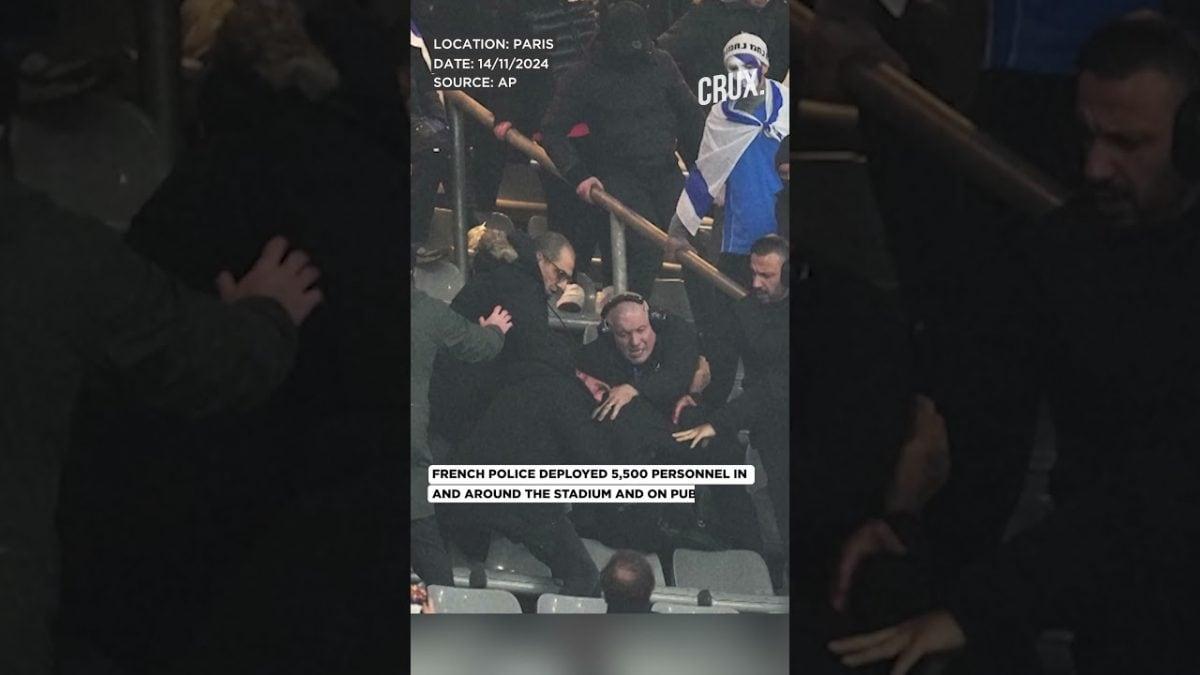 LOCATION: PARIS
DATE: 14/11/2024
SOURCE: AP
CRUX.
FRENCH POLICE DEPLOYED 5,500 PERSONNEL IN
AND AROUND THE STADIUM AND ON PUB